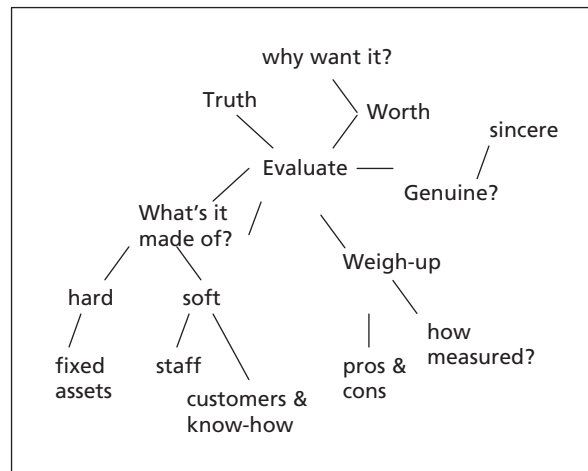 why want it?
Truth
Worth
sincere
Evaluate
Genuine?
What's it
made of?
Weigh-up
hard
soft
how
measured?
fixed
assets
staff
pros &
cons
customers &
know-how